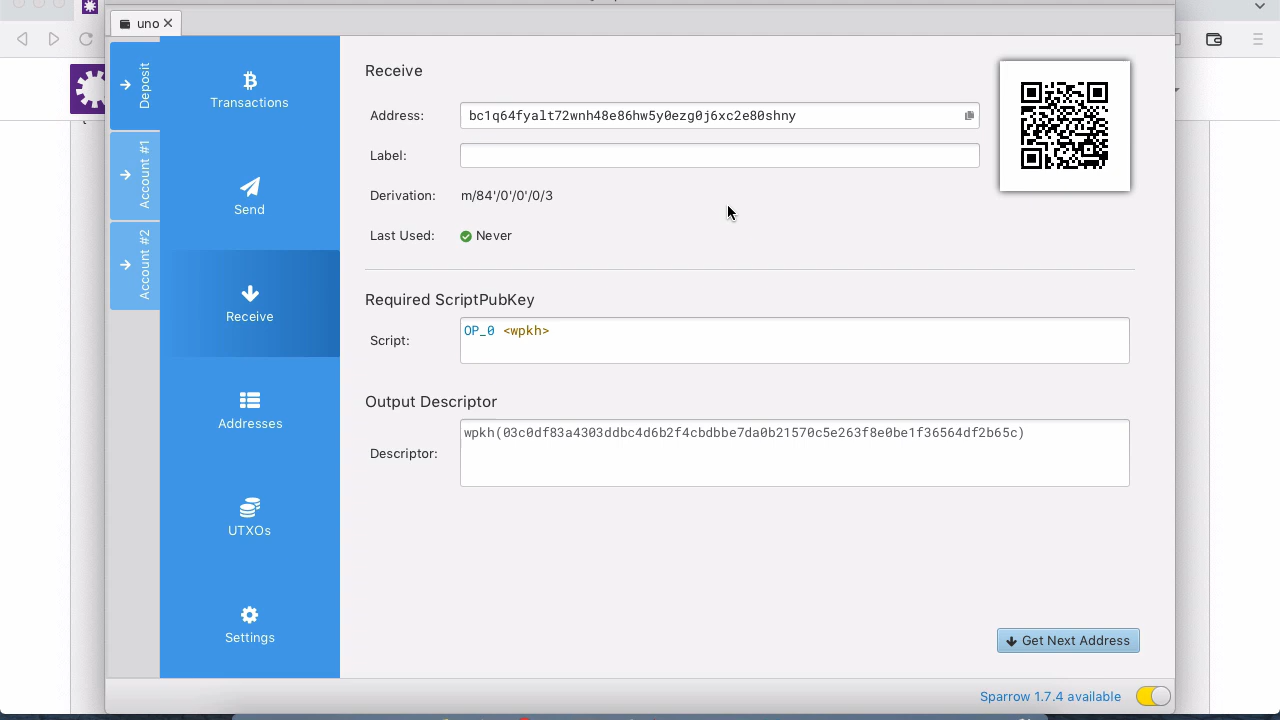 uno
Deposit
Account #1
Account #2
Transactions
Send
Receive
Addresses
UTXOs
Settings
Receive
Address: bc1q64fyalt72wnh48e86hw5y0ezg0j6xc2e80shny
Label:
Derivation: m/84'/0'/0'/0/3
Last Used: Never
Required ScriptPubKey
Script: OP_0 <wpkh>
Output Descriptor
Descriptor: wpkh(03c0df83a4303ddbc4d6b2f4cbdbbe7da0b21570c5e263f8e0be1f36564df2b65c)
Get Next Address
Sparrow 1.7.4 available